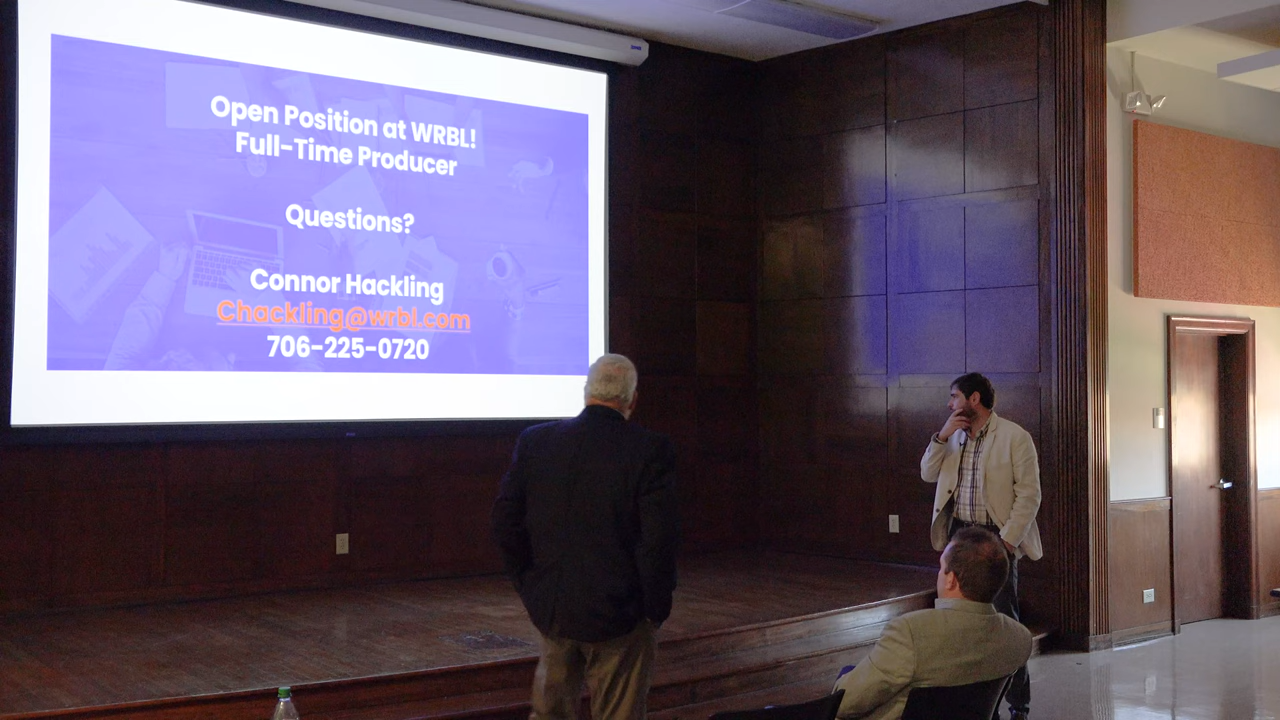 Open Position at WRBL!
Full-Time Producer
Questions?
Connor Hackling
Chackling@wrbl.com
706-225-0720